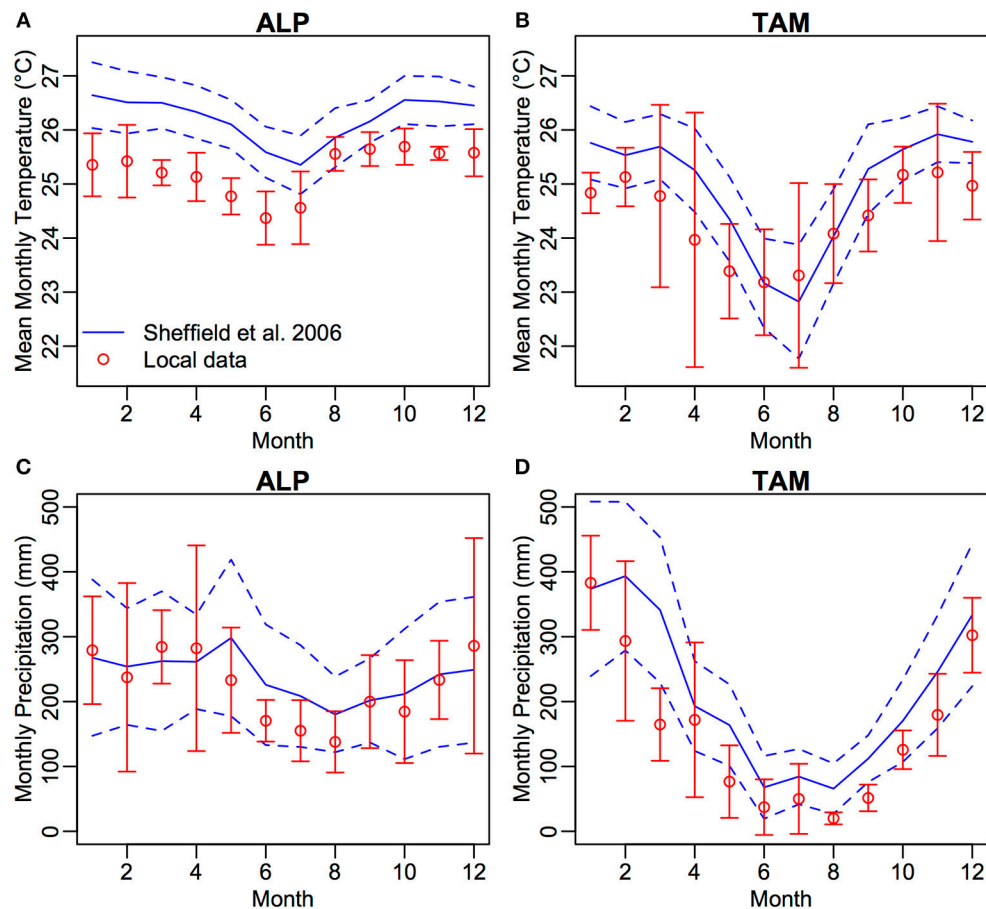 A ALP
Mean Monthly Temperature (°C)
27
26
25
24
23
22
Sheffield et al. 2006
Local data
2 4 6 8 10 12
Month
B TAM
Mean Monthly Temperature (°C)
27
26
25
24
23
22
2 4 6 8 10 12
Month
C ALP
Monthly Precipitation (mm)
500
400
300
200
100
0
2 4 6 8 10 12
Month
D TAM
Monthly Precipitation (mm)
500
400
300
200
100
0
2 4 6 8 10 12
Month